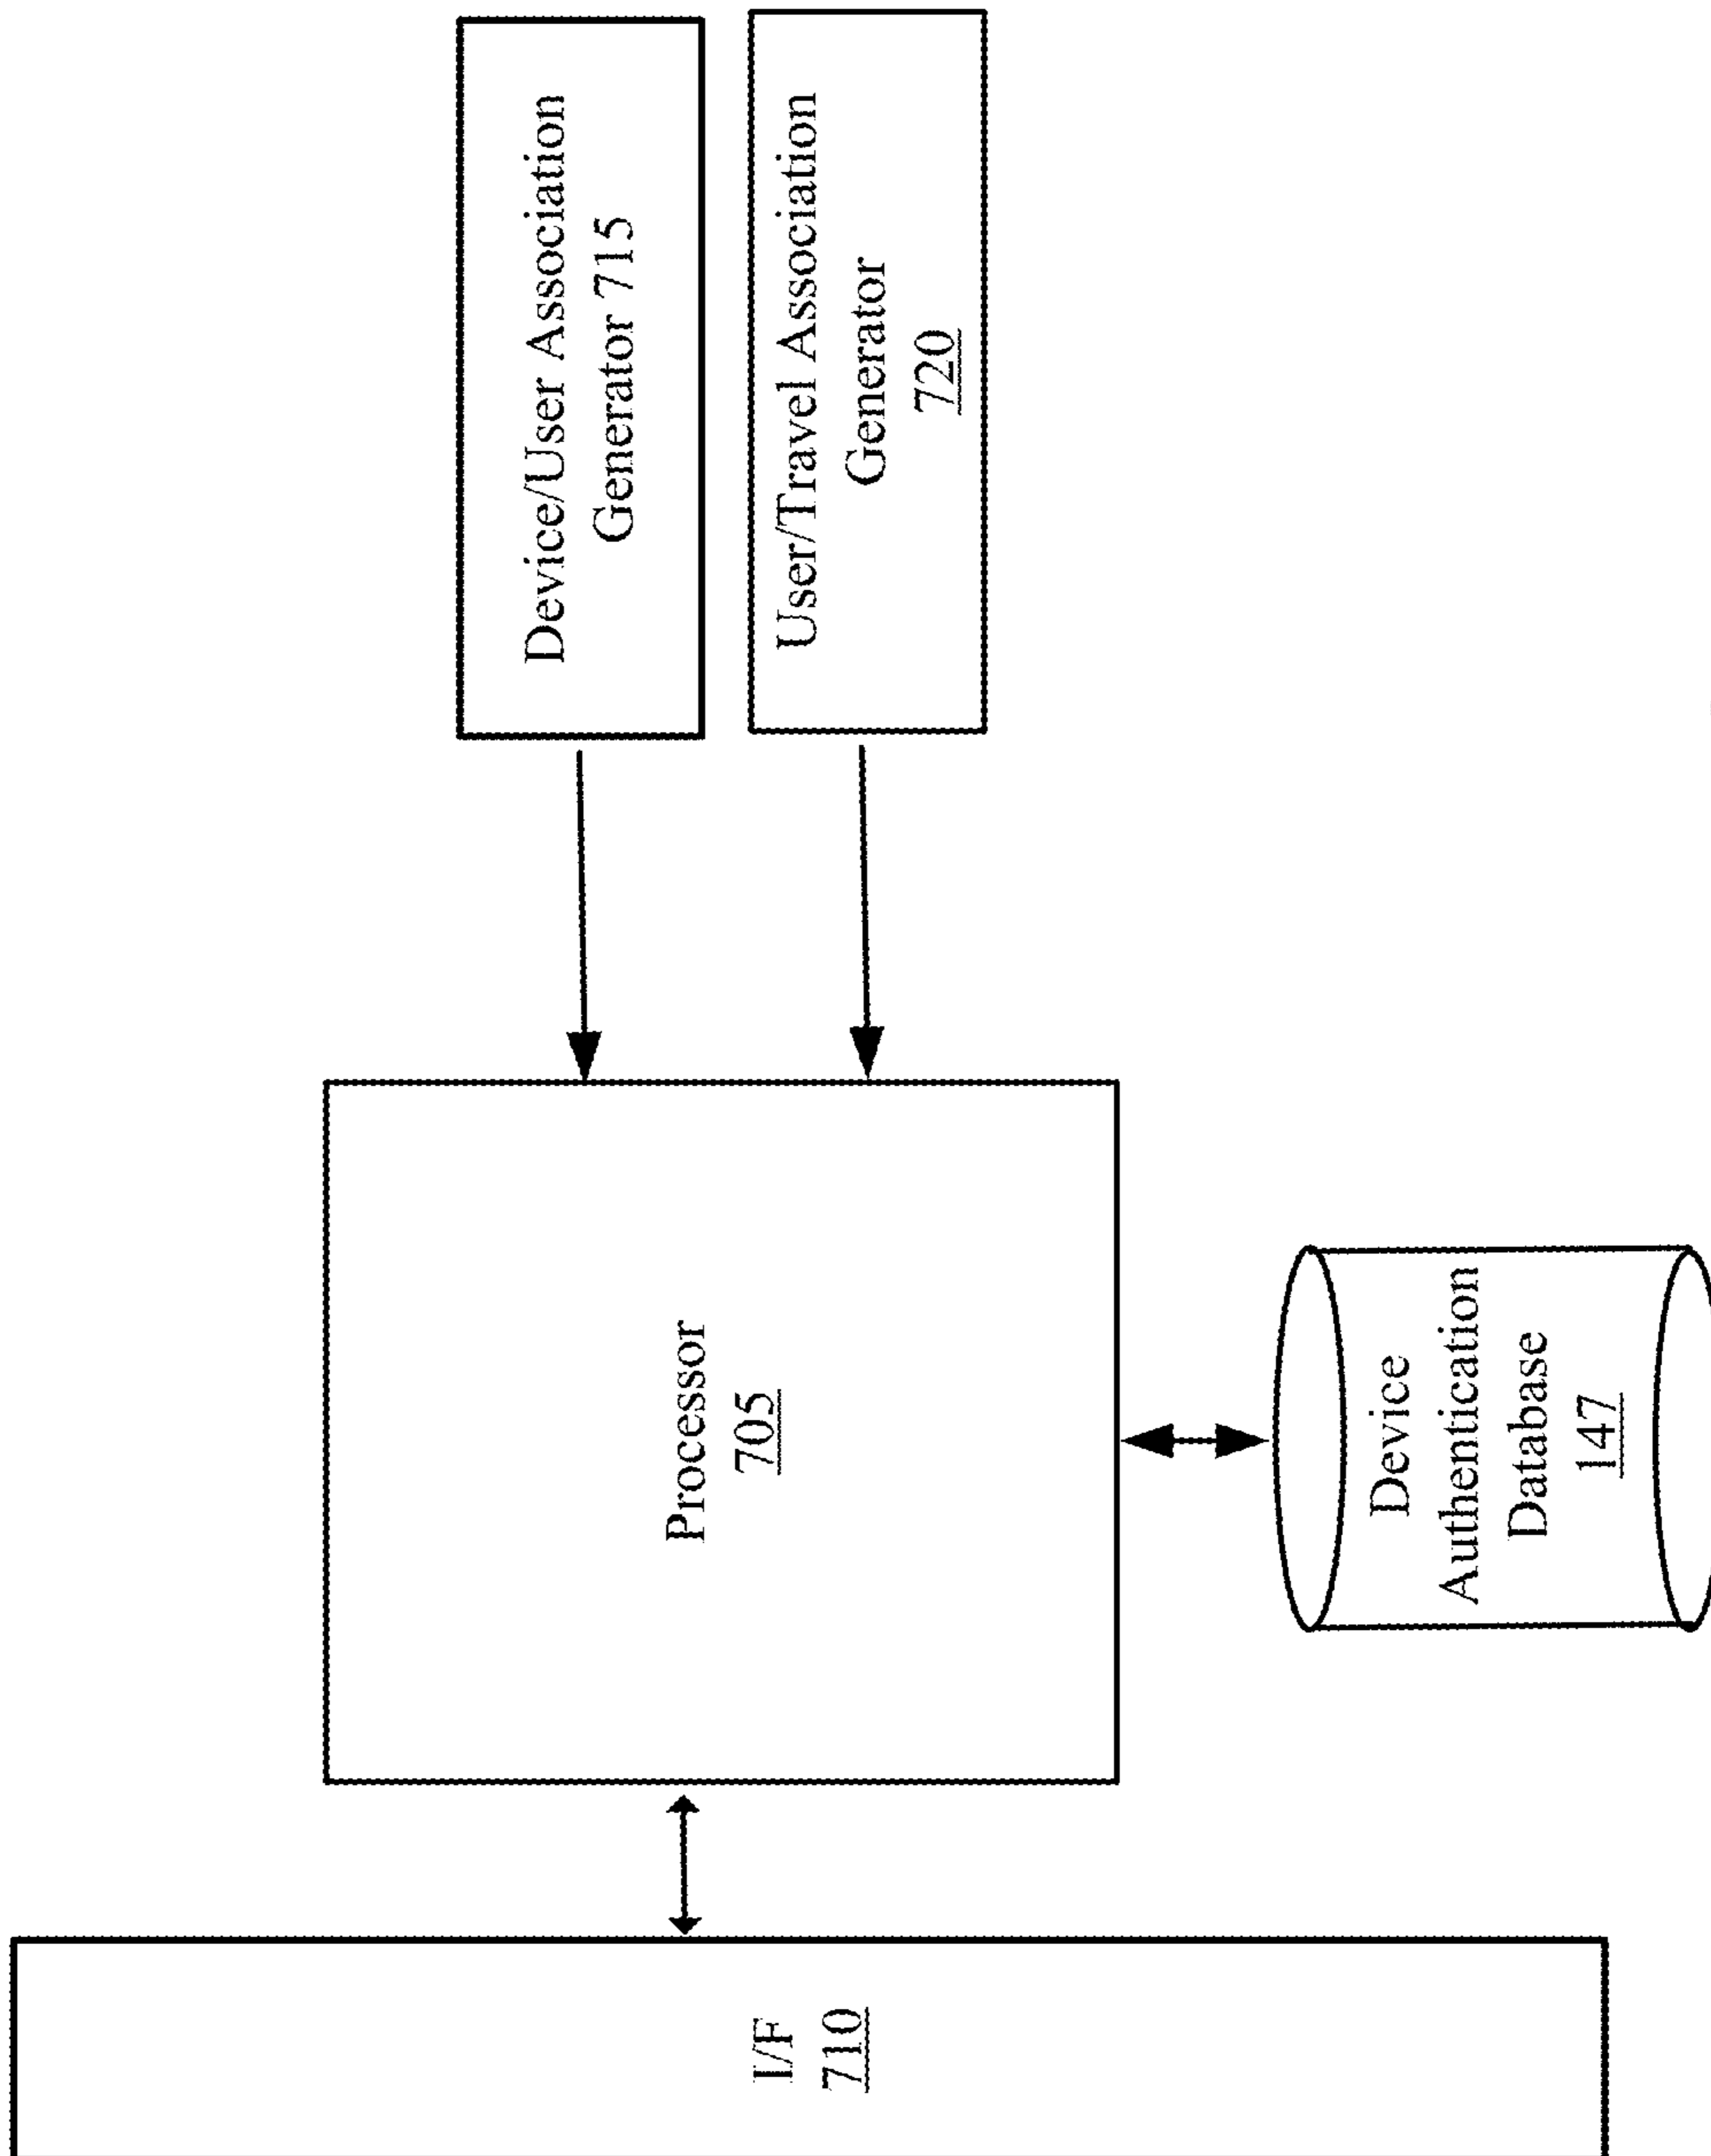 I/F
710
Processor
705
Device/User Association
Generator 715
User/Travel Association
Generator
720
Device
Authentication
Database
147